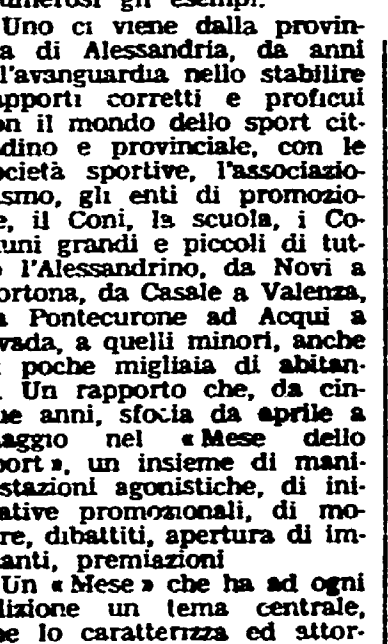 umerosi gli esempi.
Uno ci viene dalla provin-
a di Alessandria, da anni
l'avanguardia nello stabilire
apporti corretti e proficui
on il mondo dello sport cit-
dino e provinciale, con le
ocietà sportive, l'associazio-
smo, gli enti di promozio-
e, il Coni, la scuola, i Co-
uni grandi e piccoli di tut-
o l'Alessandrino, da Novi a
ortona, da Casale a Valenza,
a Pontecurone ad Acqui a
vada, a quelli minori, anche
i poche migliaia di abitan-
. Un rapporto che, da cin-
ue anni, sfocia da aprile a
aggio nel « Mese dello
port », un insieme di mani-
stazioni agonistiche, di ini-
ative promozionali, di mo-
re, dibattiti, apertura di im-
anti, premiazioni
Un « Mese » che ha ad ogni
dizione un tema centrale,
he lo caratterizza ed attor-